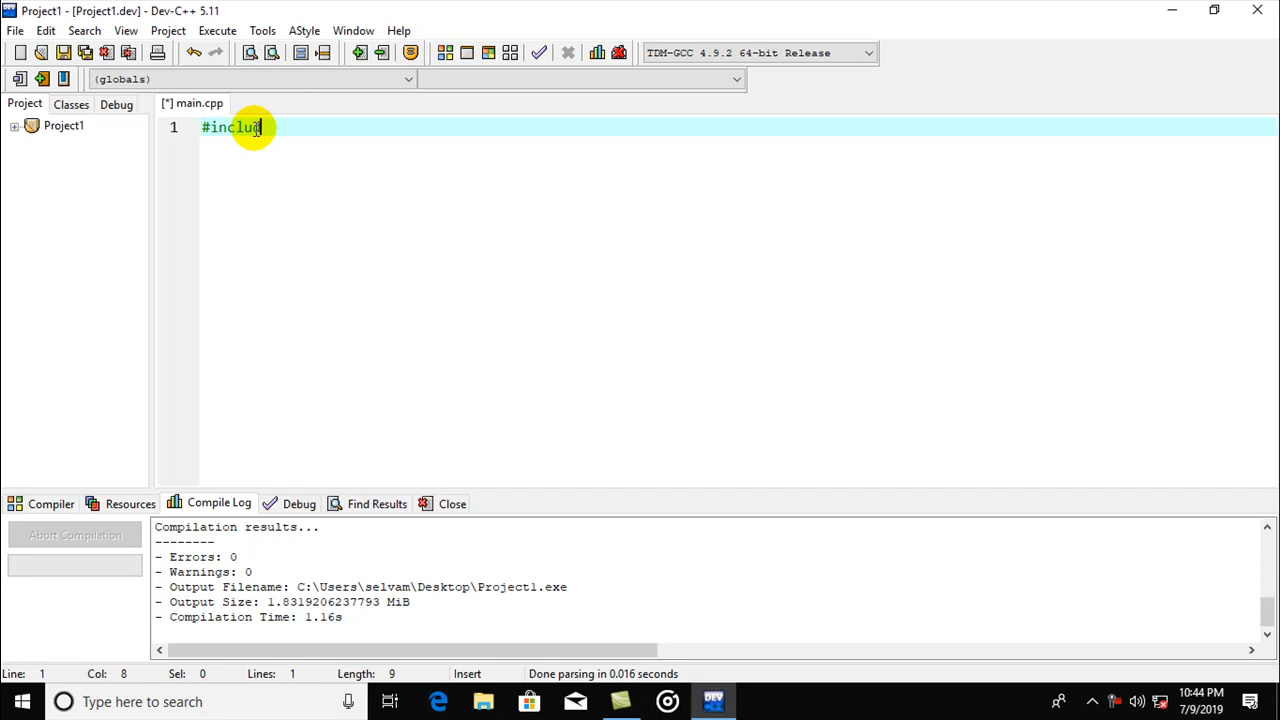 Project1 - [Project1.dev] - Dev-C++ 5.11
File Edit Search View Project Execute Tools AStyle Window Help
TDM-GCC 4.9.2 64-bit Release
(globals)
Project Classes Debug [*] main.cpp
Project1
1 #includ
Compiler Resources Compile Log Debug Find Results Close
Abort Compilation
Compilation results...
--------
- Errors: 0
- Warnings: 0
- Output Filename: C:\Users\selvam\Desktop\Project1.exe
- Output Size: 1.8319206237793 MiB
- Compilation Time: 1.16s
Line: 1 Col: 8 Sel: 0 Lines: 1 Length: 9 Insert Done parsing in 0.016 seconds
Type here to search
DEV
10:44 PM
7/9/2019